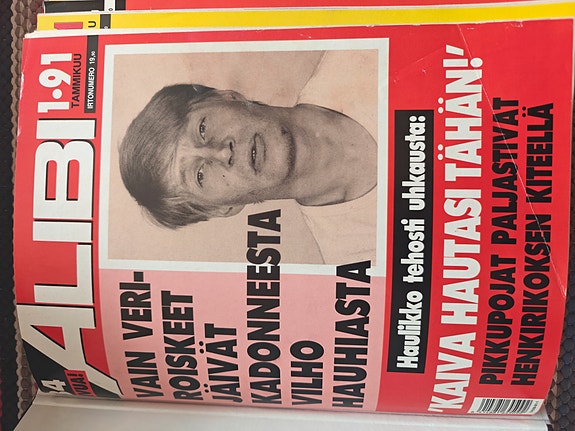 ALIBI
1·91
TAMMIKUU
IRTONUMERO 19,50
VAIN VERI-
ROISKEET
JÄIVÄT
KADONNEESTA
VILHO
HAUHIASTA
Haulikko tehosti uhkausta:
'KAIVA HAUTASI TÄHÄN!'
PIKKUPOJAT PALJASTIVAT
HENKIRIKOKSEN KITEELLÄ